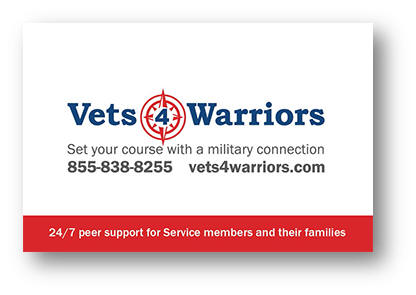 Vets 4 Warriors
Set your course with a military connection
855-838-8255 vets4warriors.com
24/7 peer support for Service members and their families